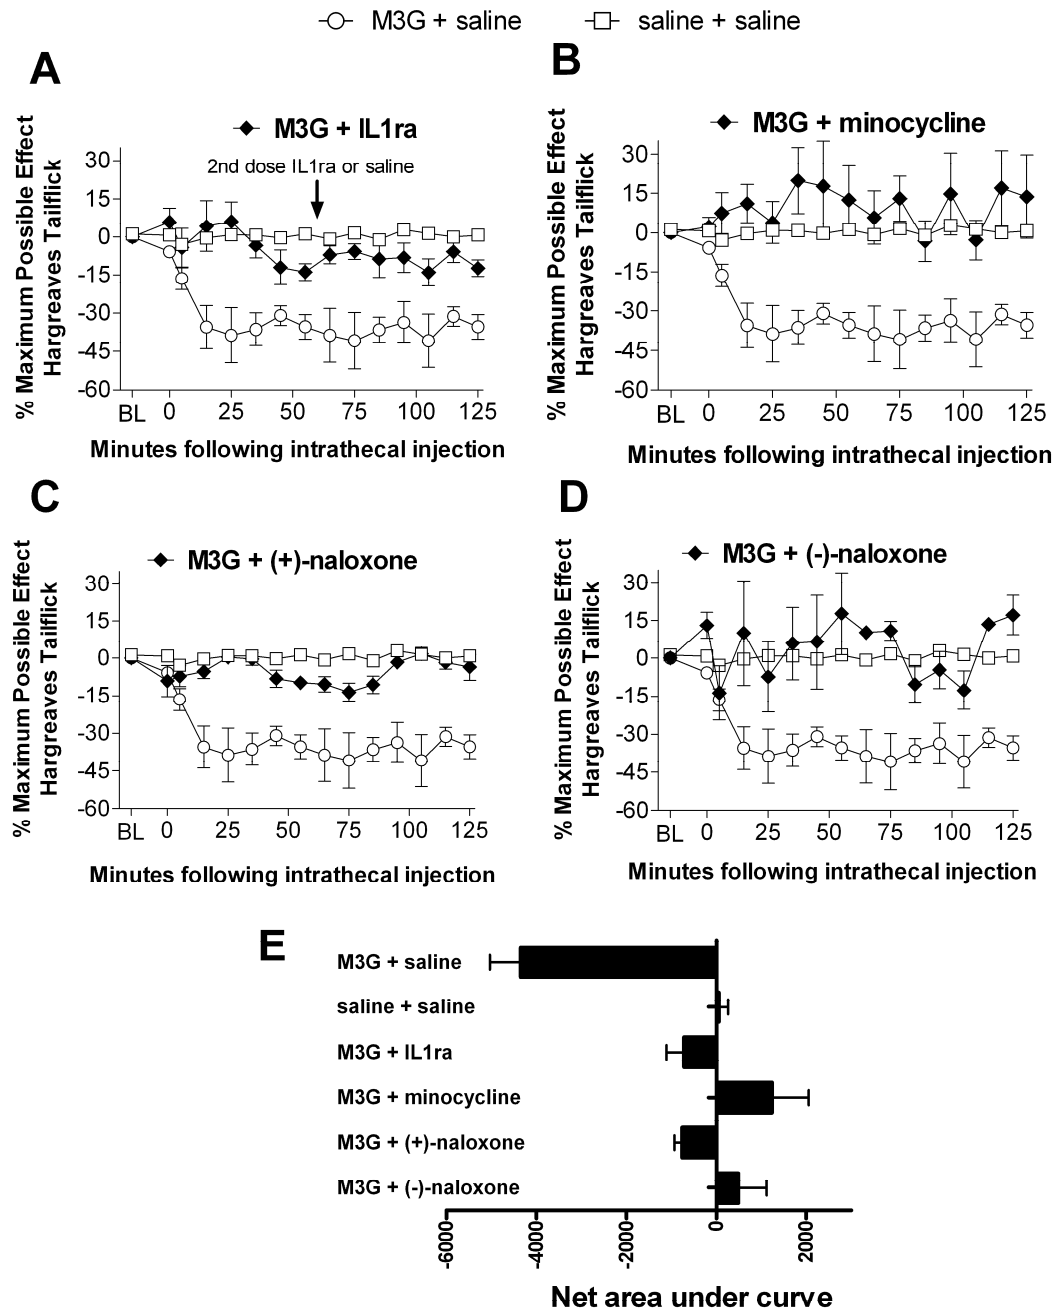 M3G + saline saline + saline
A
B
M3G + IL1ra
2nd dose IL1ra or saline
% Maximum Possible Effect
Hargreaves Tailflick
30
15
0
-15
-30
-45
-60
BL 0 25 50 75 100 125
Minutes following intrathecal injection
M3G + minocycline
% Maximum Possible Effect
Hargreaves Tailflick
30
15
0
-15
-30
-45
-60
BL 0 25 50 75 100 125
Minutes following intrathecal injection
C
D
M3G + (+)-naloxone
% Maximum Possible Effect
Hargreaves Tailflick
30
15
0
-15
-30
-45
-60
BL 0 25 50 75 100 125
Minutes following intrathecal injection
M3G + (-)-naloxone
% Maximum Possible Effect
Hargreaves Tailflick
30
15
0
-15
-30
-45
-60
BL 0 25 50 75 100 125
Minutes following intrathecal injection
E
M3G + saline
saline + saline
M3G + IL1ra
M3G + minocycline
M3G + (+)-naloxone
M3G + (-)-naloxone
-6000 -4000 -2000 0 2000
Net area under curve